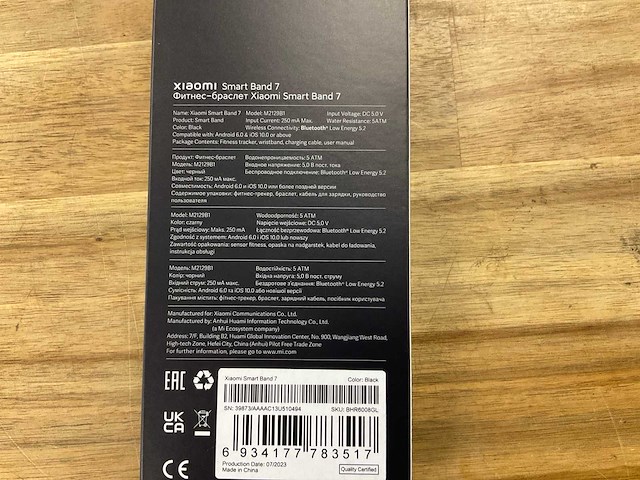 xiaomi Smart Band 7
Фитнес-браслет Xiaomi Smart Band 7
Name: Xiaomi Smart Band 7 Model: M2129B1 Input Voltage: DC 5.0 V
Product: Smart Band Input Current: 250 mA Max. Water Resistance: 5ATM
Color: Black Wireless Connectivity: Bluetooth® Low Energy 5.2
Compatible with: Android 6.0 & iOS 10.0 or above
Package Contents: Fitness tracker, wristband, charging cable, user manual
Продукт: Фитнес-браслет Водонепроницаемость: 5 ATM
Модель: M2129B1 Входное напряжение: 5,0 В пост. тока
Цвет: черный Беспроводное подключение: Bluetooth® Low Energy 5.2
Входной ток: 250 мА макс.
Совместимость: Android 6.0 и iOS 10.0 или более поздней версии
Содержимое упаковки: фитнес-трекер, браслет, кабель для зарядки, руководство
пользователя
Model: M2129B1 Wodoodporność: 5 ATM
Kolor: czarny Napięcie wejściowe: DC 5,0 V
Prąd wejściowy: Maks. 250 mA Łączność bezprzewodowa: Bluetooth® Low Energy 5.2
Zgodność z systemem: Android 6.0 i iOS 10.0 lub nowszy
Zawartość opakowania: sensor fitness, opaska na nadgarstek, kabel do ładowania,
instrukcja obsługi
Модель: M2129B1 Водостійкість: 5 ATM
Колір: чорний Вхідна напруга: 5,0 В пост. струму
Вхідний струм: 250 мА макс. Бездротове з'єднання: Bluetooth® Low Energy 5.2
Сумісність: Android 6.0 та iOS 10.0 або новішої версії
Пакування містить: фітнес-трекер, браслет, зарядний кабель, посібник користувача
Manufactured for: Xiaomi Communications Co., Ltd.
Manufactured by: Anhui Huami Information Technology Co., Ltd.
(a Mi Ecosystem company)
Address: 7/F, Building B2, Huami Global Innovation Center, No. 900, Wangjiang West Road,
High-tech Zone, Hefei City, China (Anhui) Pilot Free Trade Zone
For further information, please go to www.mi.com
EAC
Xiaomi Smart Band 7 Color: Black
SN: 39873/AAAAC13U510494 SKU: BHR6008GL
UK
CA
6 934177 783517
Production Date: 07/2023
Made in China Quality Certified
CE